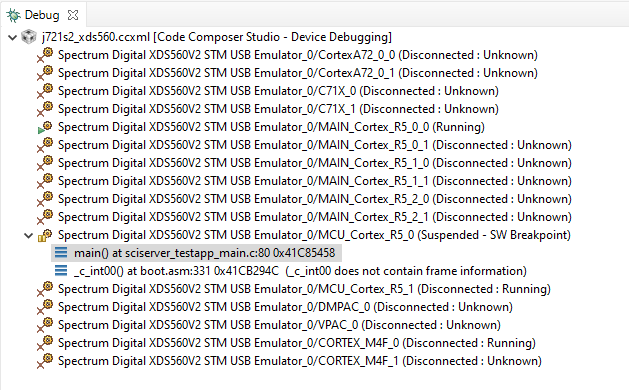 Debug
j721s2_xds560.ccxml [Code Composer Studio - Device Debugging]
Spectrum Digital XDS560V2 STM USB Emulator_0/CortexA72_0_0 (Disconnected : Unknown)
Spectrum Digital XDS560V2 STM USB Emulator_0/CortexA72_0_1 (Disconnected : Unknown)
Spectrum Digital XDS560V2 STM USB Emulator_0/C71X_0 (Disconnected : Unknown)
Spectrum Digital XDS560V2 STM USB Emulator_0/C71X_1 (Disconnected : Unknown)
Spectrum Digital XDS560V2 STM USB Emulator_0/MAIN_Cortex_R5_0_0 (Running)
Spectrum Digital XDS560V2 STM USB Emulator_0/MAIN_Cortex_R5_0_1 (Disconnected : Unknown)
Spectrum Digital XDS560V2 STM USB Emulator_0/MAIN_Cortex_R5_1_0 (Disconnected : Unknown)
Spectrum Digital XDS560V2 STM USB Emulator_0/MAIN_Cortex_R5_1_1 (Disconnected : Unknown)
Spectrum Digital XDS560V2 STM USB Emulator_0/MAIN_Cortex_R5_2_0 (Disconnected : Unknown)
Spectrum Digital XDS560V2 STM USB Emulator_0/MAIN_Cortex_R5_2_1 (Disconnected : Unknown)
Spectrum Digital XDS560V2 STM USB Emulator_0/MCU_Cortex_R5_0 (Suspended - SW Breakpoint)
main() at sciserver_testapp_main.c:80 0x41C85458
_c_int00() at boot.asm:331 0x41CB294C (_c_int00 does not contain frame information)
Spectrum Digital XDS560V2 STM USB Emulator_0/MCU_Cortex_R5_1 (Disconnected : Running)
Spectrum Digital XDS560V2 STM USB Emulator_0/DMPAC_0 (Disconnected : Unknown)
Spectrum Digital XDS560V2 STM USB Emulator_0/VPAC_0 (Disconnected : Unknown)
Spectrum Digital XDS560V2 STM USB Emulator_0/CORTEX_M4F_0 (Disconnected : Running)
Spectrum Digital XDS560V2 STM USB Emulator_0/CORTEX_M4F_1 (Disconnected : Unknown)